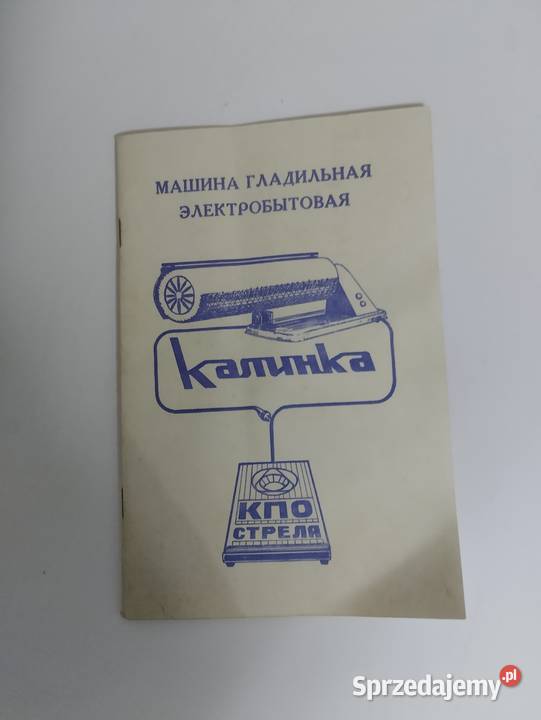 МАШИНА ГЛАДИЛЬНАЯ
ЭЛЕКТРОБЫТОВАЯ
Калинка
КПО
СТРЕЛА
Sprzedajemy.pl